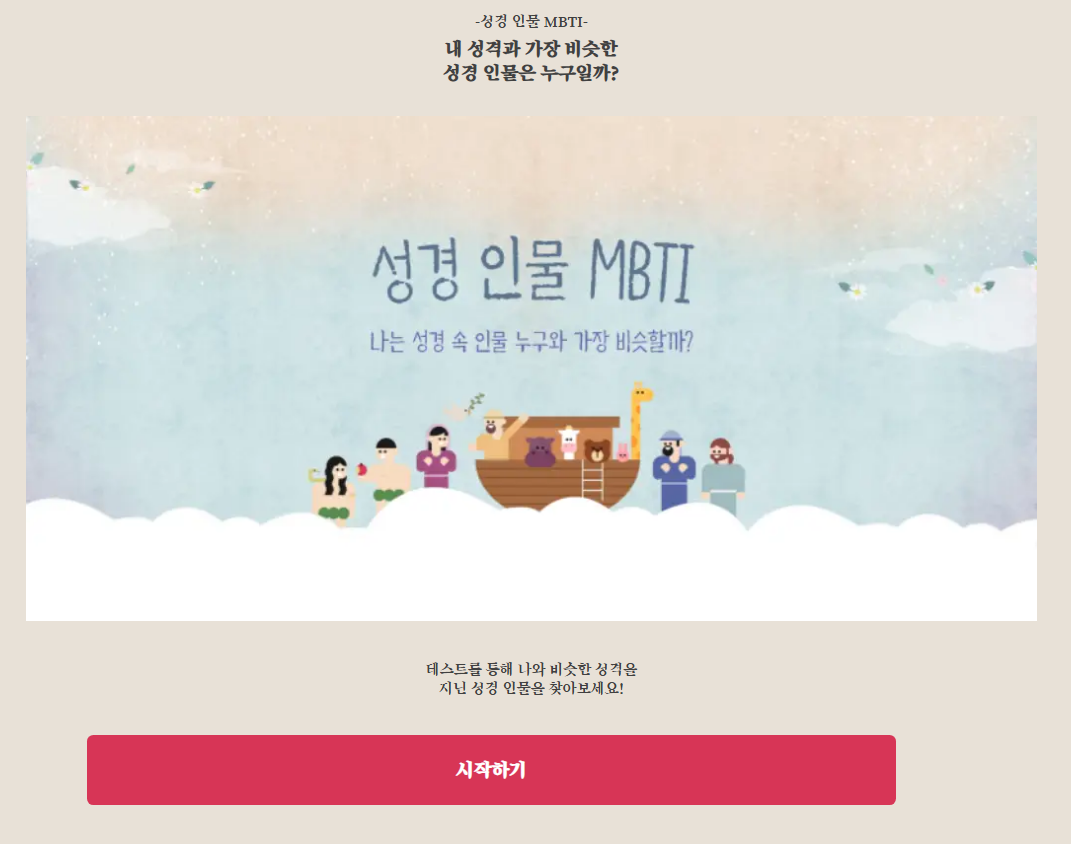 -성경 인물 MBTI-
내 성격과 가장 비슷한
성경 인물은 누구일까?
성경 인물 MBTI
나는 성경 속 인물 누구와 가장 비슷할까?
테스트를 통해 나와 비슷한 성격을
지닌 성경 인물을 찾아보세요!
시작하기